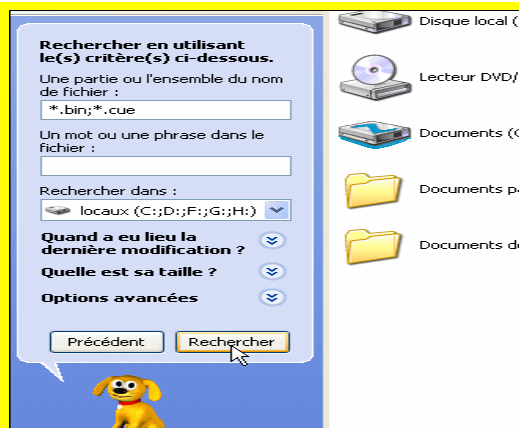 Rechercher en utilisant
le(s) critère(s) ci-dessous.
Une partie ou l'ensemble du nom
de fichier :
*.bin;*.cue
Un mot ou une phrase dans le
fichier :
Rechercher dans :
locaux (C:;D:;F:;G:;H:)
Quand a eu lieu la
dernière modification ?
Quelle est sa taille ?
Options avancées
Précédent
Rechercher
Disque local (
Lecteur DVD/
Documents (
Documents p
Documents d